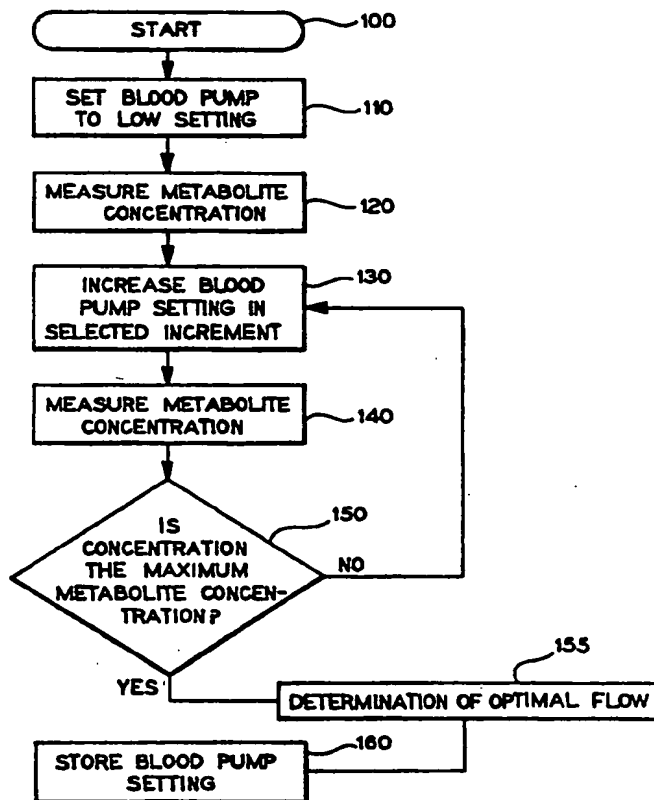 START
100
SET BLOOD PUMP
TO LOW SETTING
110
MEASURE METABOLITE
CONCENTRATION
120
INCREASE BLOOD
PUMP SETTING IN
SELECTED INCREMENT
130
MEASURE METABOLITE
CONCENTRATION
140
IS
CONCENTRATION
THE MAXIMUM
METABOLITE CONCEN-
TRATION?
150
NO
YES
155
DETERMINATION OF OPTIMAL FLOW
STORE BLOOD PUMP
SETTING
160